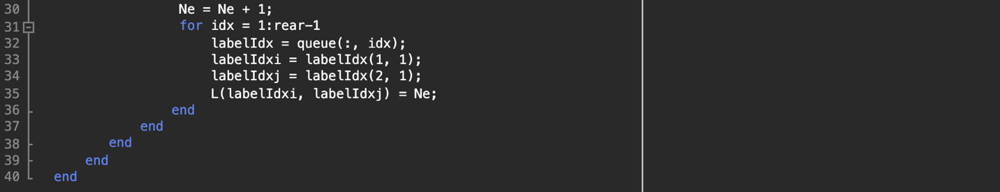 30 Ne = Ne + 1;
31 for idx = 1:rear-1
32 labelIdx = queue(:, idx);
33 labelIdxi = labelIdx(1, 1);
34 labelIdxj = labelIdx(2, 1);
35 L(labelIdxi, labelIdxj) = Ne;
36 end
37 end
38 end
39 end
40 end